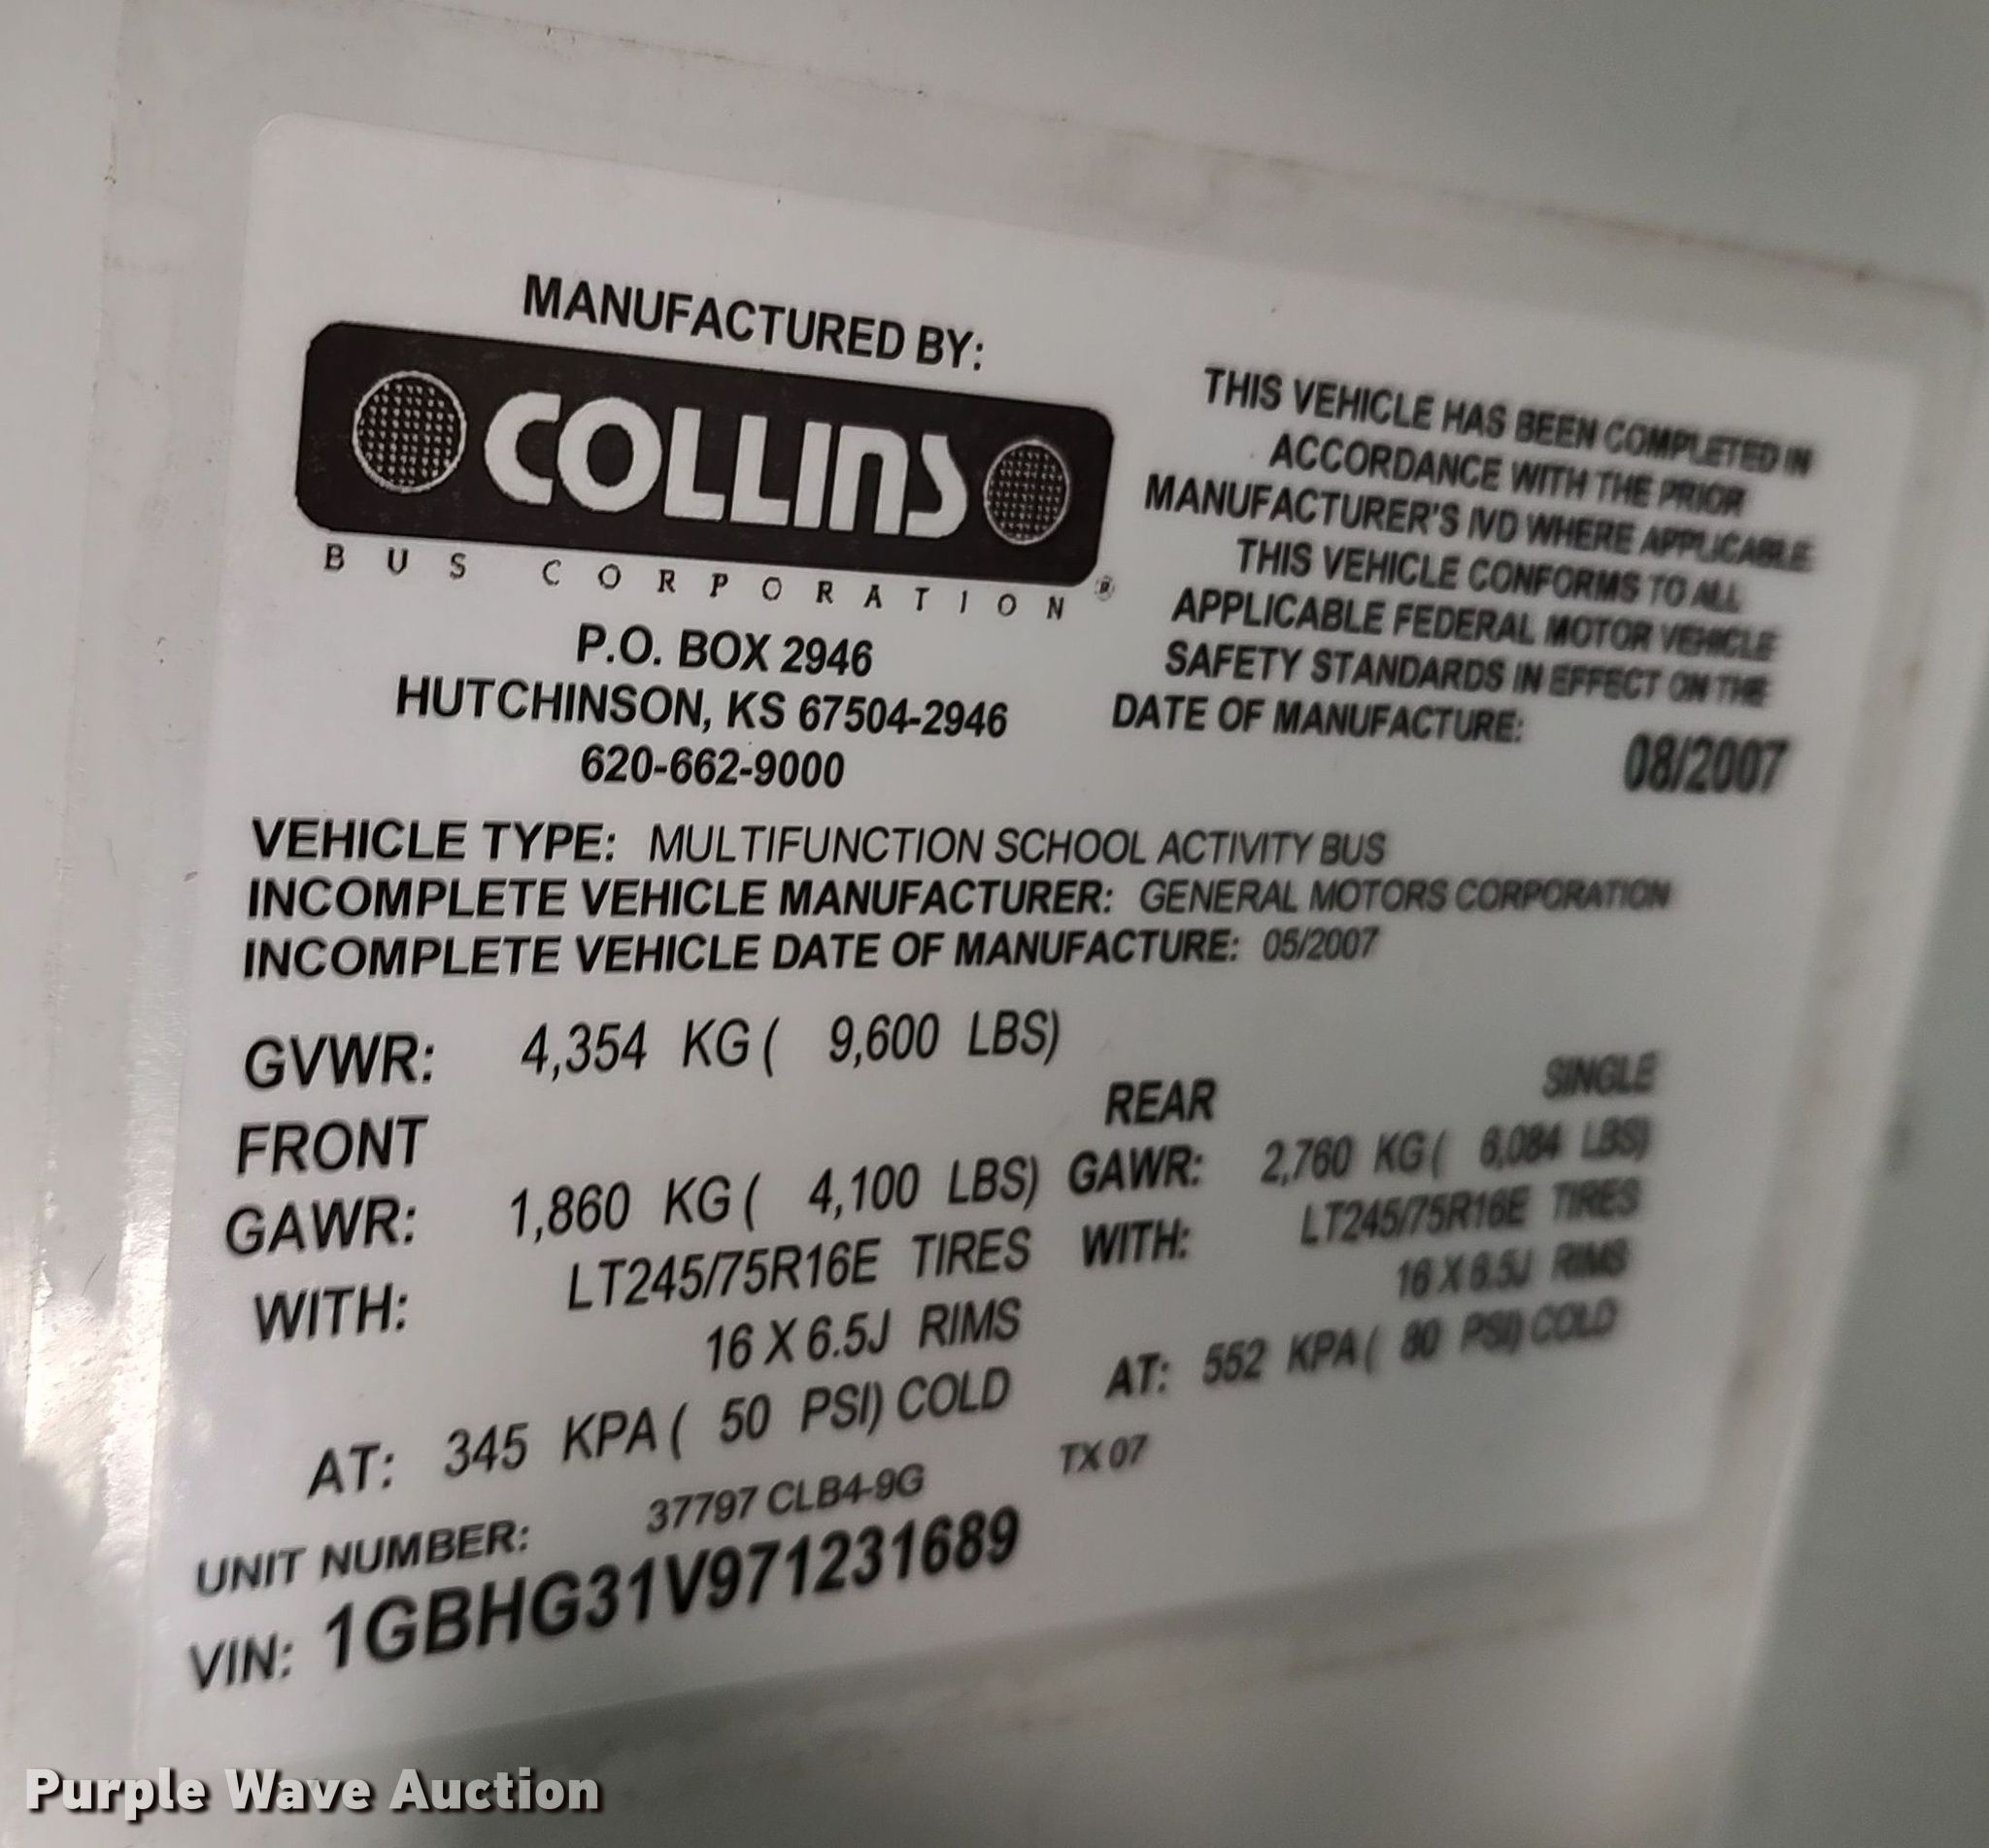 MANUFACTURED BY:
COLLINS
BUS CORPORATION®
P.O. BOX 2946
HUTCHINSON, KS 67504-2946
620-662-9000
THIS VEHICLE HAS BEEN COMPLETED IN
ACCORDANCE WITH THE PRIOR
MANUFACTURER'S IVD WHERE APPLICABLE
THIS VEHICLE CONFORMS TO ALL
APPLICABLE FEDERAL MOTOR VEHICLE
SAFETY STANDARDS IN EFFECT ON THE
DATE OF MANUFACTURE:
08/2007
VEHICLE TYPE: MULTIFUNCTION SCHOOL ACTIVITY BUS
INCOMPLETE VEHICLE MANUFACTURER: GENERAL MOTORS CORPORATION
INCOMPLETE VEHICLE DATE OF MANUFACTURE: 05/2007
GVWR: 4,354 KG ( 9,600 LBS)
FRONT
GAWR: 1,860 KG ( 4,100 LBS)
WITH: LT245/75R16E TIRES
16 X 6.5J RIMS
AT: 345 KPA ( 50 PSI) COLD
REAR SINGLE
GAWR: 2,760 KG ( 6,084 LBS)
WITH: LT245/75R16E TIRES
16 X 6.5J RIMS
AT: 552 KPA ( 80 PSI) COLD
UNIT NUMBER: 37797 CLB4-9G TX 07
VIN: 1GBHG31V971231689
Purple Wave Auction